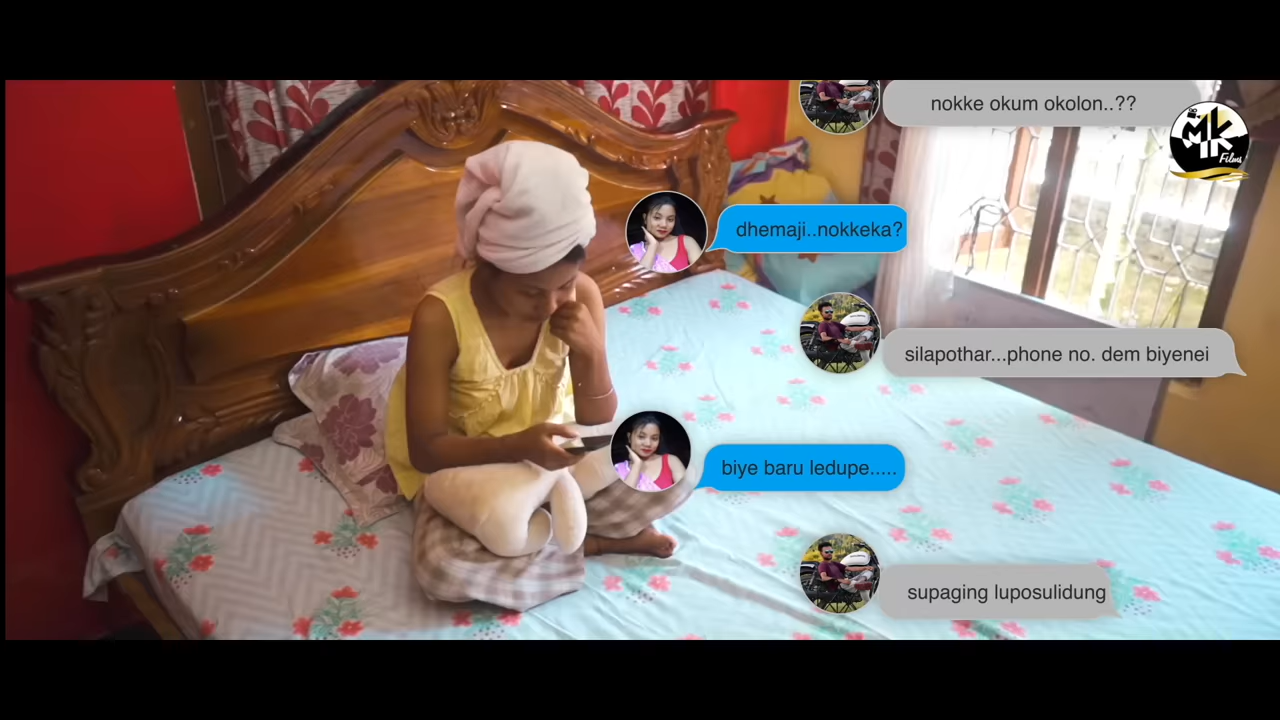 nokke okum okolon..??
MK
Films
dhemaji..nokkeka?
silapothar...phone no. dem biyenei
biye baru ledupe.....
supaging luposulidung